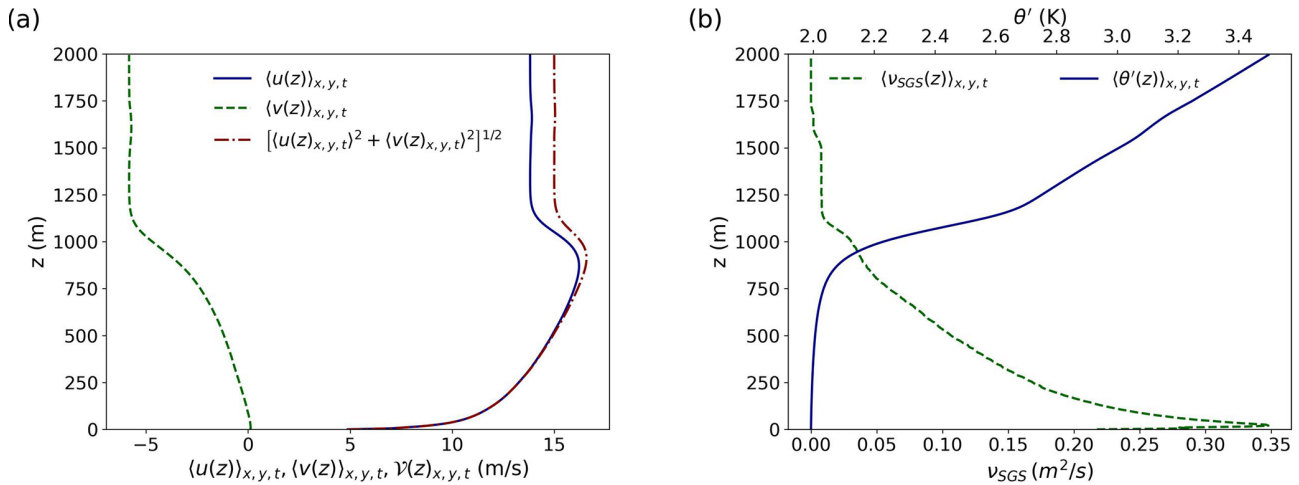 (a)
2000
1750
1500
1250
1000
750
500
250
0
z (m)
⟨u(z)⟩x, y, t
⟨v(z)⟩x, y, t
[⟨u(z)x, y, t⟩² + ⟨v(z)x, y, t⟩²]^1/2
−5 0 5 10 15
⟨u(z)⟩x, y, t, ⟨v(z)⟩x, y, t, 𝒱(z)x, y, t (m/s)
(b)
θ′ (K)
2.0 2.2 2.4 2.6 2.8 3.0 3.2 3.4
2000
1750
1500
1250
1000
750
500
250
0
z (m)
⟨νSGS(z)⟩x, y, t ⟨θ′(z)⟩x, y, t
0.00 0.05 0.10 0.15 0.20 0.25 0.30 0.35
νSGS (m²/s)